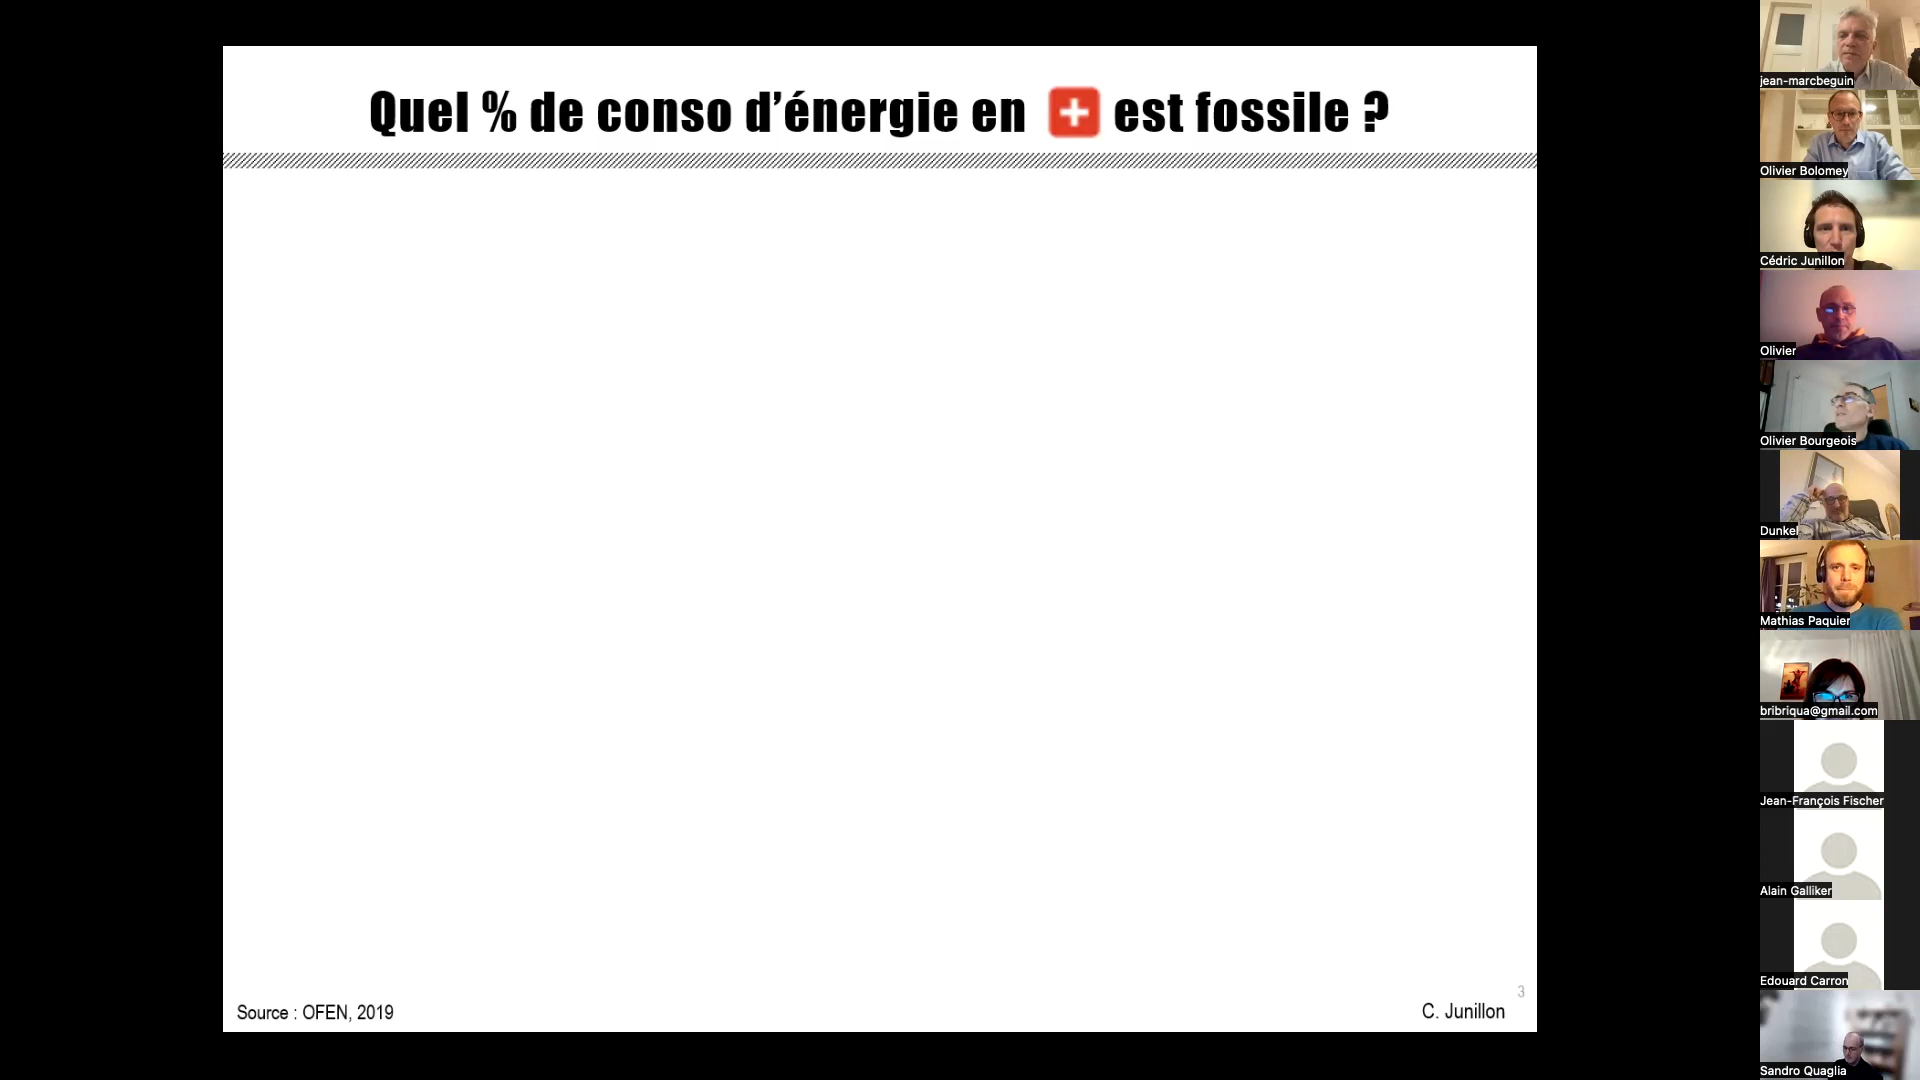 Quel % de conso d’énergie en est fossile ?
Source : OFEN, 2019
3
C. Junillon
jean-marcbeguin
Olivier Bolomey
Cédric Junillon
Olivier
Olivier Bourgeois
Dunkel
Mathias Paquier
bribriqua@gmail.com
Jean-François Fischer
Alain Galliker
Edouard Carron
Sandro Quaglia